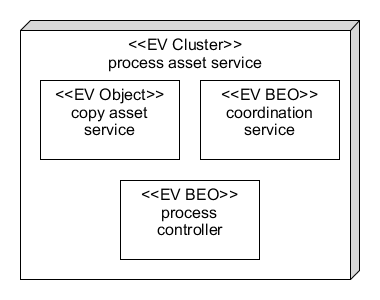 <<EV Cluster>>
process asset service
<<EV Object>>
copy asset
service
<<EV BEO>>
coordination
service
<<EV BEO>>
process
controller